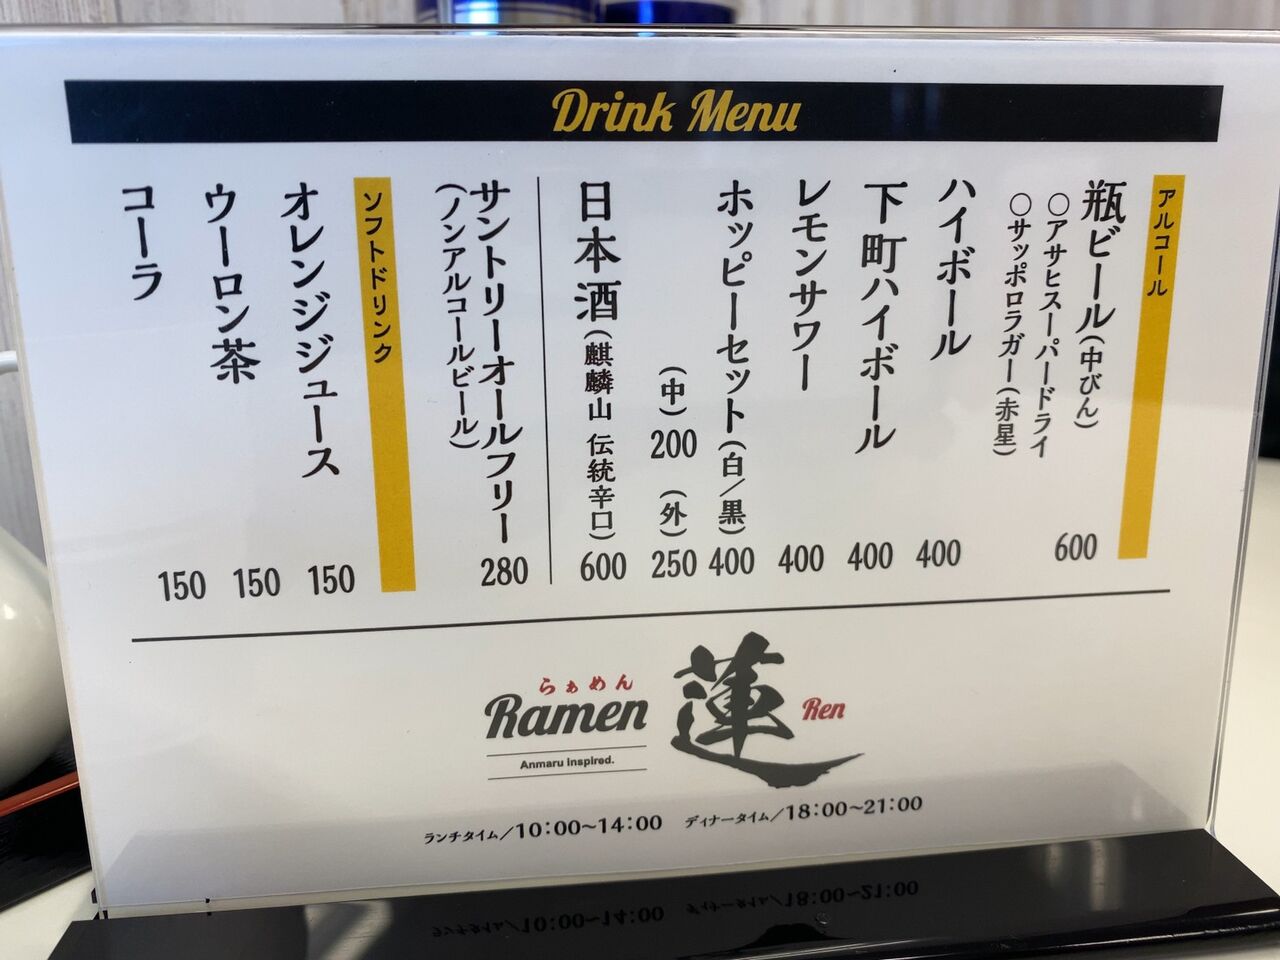 Drink Menu
アルコール
瓶ビール(中びん) 600
○アサヒスーパードライ
○サッポロラガー(赤星)
ハイボール 400
下町ハイボール 400
レモンサワー 400
ホッピーセット(白/黒) 400
(中)200 (外)250
日本酒(麒麟山 伝統辛口) 600
サントリーオールフリー 280
(ノンアルコールビール)
ソフトドリンク
オレンジジュース 150
ウーロン茶 150
コーラ 150
らぁめん
Ramen 蓮 Ren
Anmaru inspired.
ランチタイム/10:00~14:00 ディナータイム/18:00~21:00